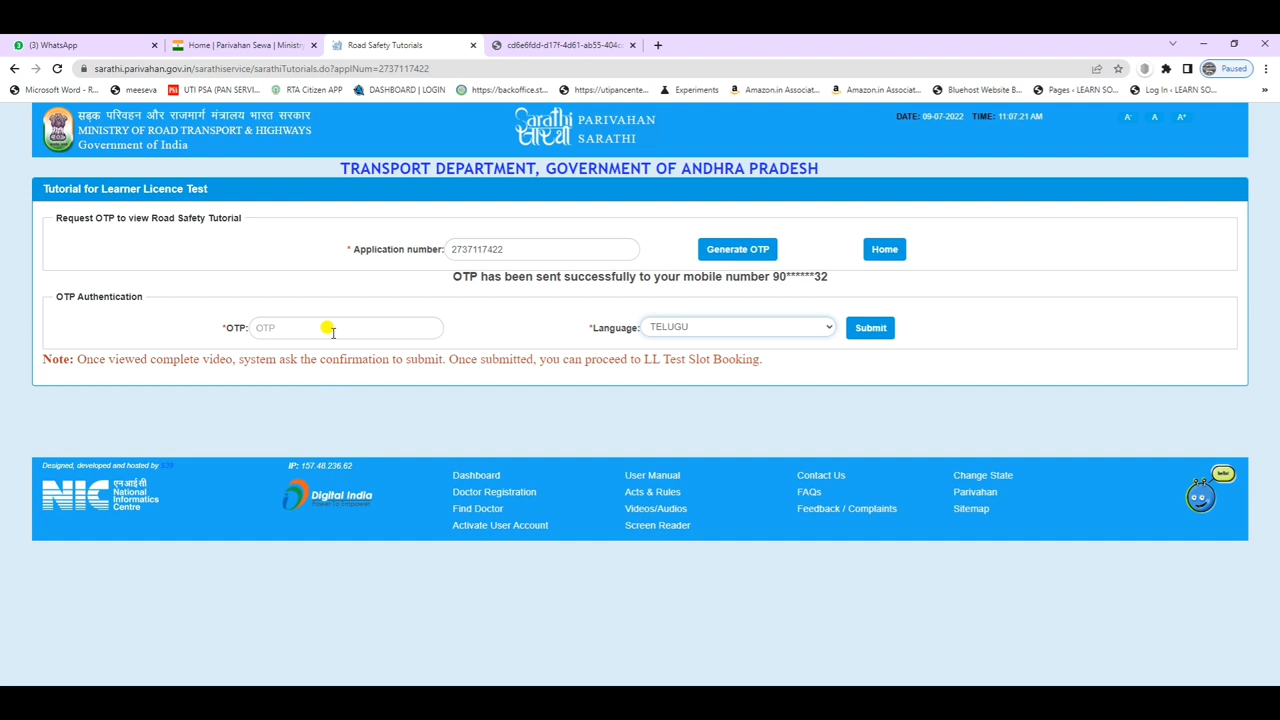 (3) WhatsApp
Home | Parivahan Sewa | Ministry
Road Safety Tutorials
cd6e6fdd-d17f-4d61-ab55-404c
sarathi.parivahan.gov.in/sarathiservice/sarathiTutorials.do?applNum=2737117422
Paused
Microsoft Word - R...
meeseva
UTI PSA (PAN SERVI...
RTA Citizen APP
DASHBOARD | LOGIN
https://backoffice.st...
https://utipancente...
Experiments
Amazon.in Associat...
Amazon.in Associat...
Bluehost Website B...
Pages ‹ LEARN SO...
Log In ‹ LEARN SO...
सड़क परिवहन और राजमार्ग मंत्रालय भारत सरकार
MINISTRY OF ROAD TRANSPORT & HIGHWAYS
Government of India
Sarathi PARIVAHAN
सारथी SARATHI
DATE: 09-07-2022 TIME: 11:07:21 AM
A- A A+
TRANSPORT DEPARTMENT, GOVERNMENT OF ANDHRA PRADESH
Tutorial for Learner Licence Test
Request OTP to view Road Safety Tutorial
* Application number: 2737117422 Generate OTP Home
OTP has been sent successfully to your mobile number 90******32
OTP Authentication
*OTP: OTP *Language: TELUGU Submit
Note: Once viewed complete video, system ask the confirmation to submit. Once submitted, you can proceed to LL Test Slot Booking.
Designed, developed and hosted by S39
NIC एनआईसी
National
Informatics
Centre
IP: 157.48.236.62
Digital India
Power To Empower
Dashboard
Doctor Registration
Find Doctor
Activate User Account
User Manual
Acts & Rules
Videos/Audios
Screen Reader
Contact Us
FAQs
Feedback / Complaints
Change State
Parivahan
Sitemap
hello!